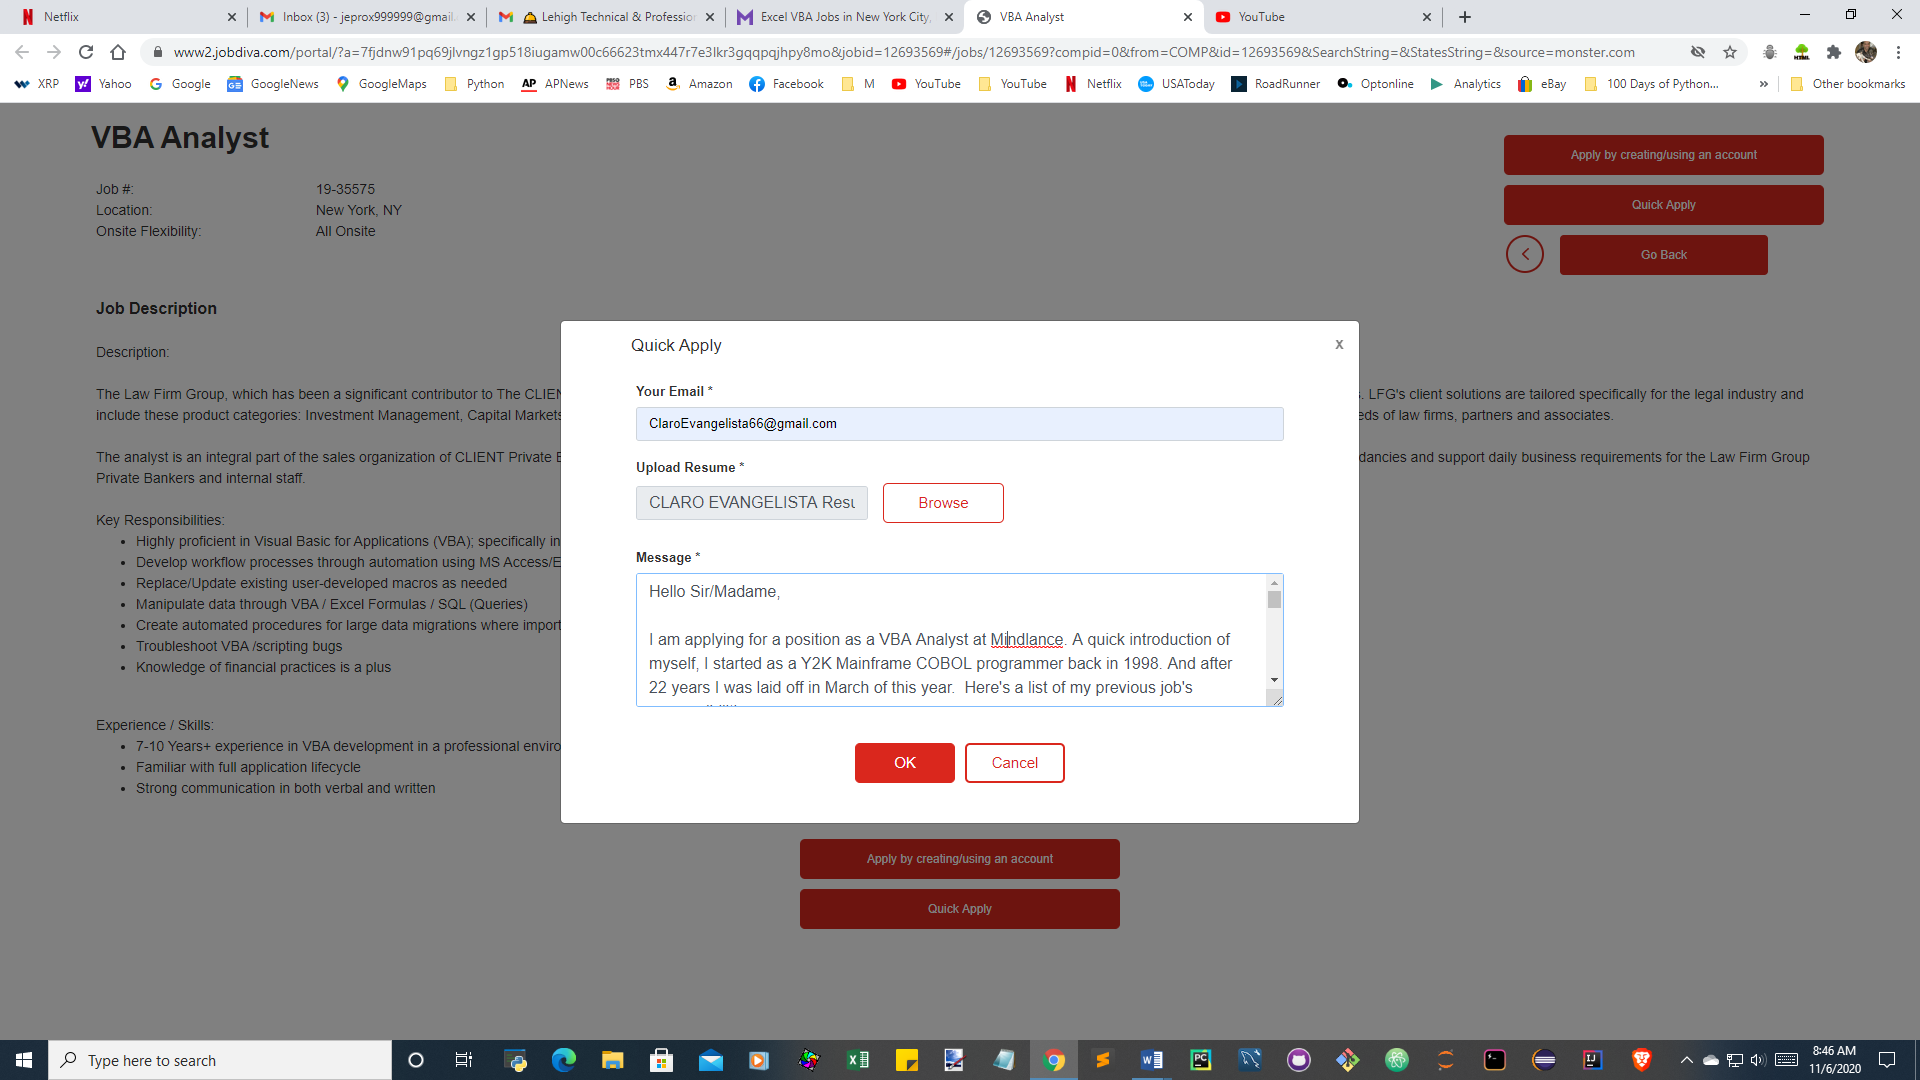 Netflix
Inbox (3) - jeprox999999@gmail.
Lehigh Technical & Professio
Excel VBA Jobs in New York City,
VBA Analyst
YouTube
www2.jobdiva.com/portal/?a=7fjdnw91pq69jlvngz1gp518iugamw00c66623tmx447r7e3lkr3gqqpqjhpy8mo&jobid=12693569#/jobs/12693569?compid=0&from=COMP&id=12693569&SearchString=&StatesString=&source=monster.com
XRP Yahoo Google GoogleNews GoogleMaps Python APNews PBS Amazon Facebook M YouTube YouTube Netflix USAToday RoadRunner Optonline Analytics eBay 100 Days of Python... » Other bookmarks
VBA Analyst
Apply by creating/using an account
Job #: 19-35575
Quick Apply
Location: New York, NY
Onsite Flexibility: All Onsite
Go Back
Job Description
Description:
The Law Firm Group, which has been a significant contributor to The CLIE
. LFG's client solutions are tailored specifically for the legal industry and
include these product categories: Investment Management, Capital Markets
eds of law firms, partners and associates.
The analyst is an integral part of the sales organization of CLIENT Private
dancies and support daily business requirements for the Law Firm Group
Private Bankers and internal staff.
Key Responsibilities:
Highly proficient in Visual Basic for Applications (VBA); specifically in
Develop workflow processes through automation using MS Access/E
Replace/Update existing user-developed macros as needed
Manipulate data through VBA / Excel Formulas / SQL (Queries)
Create automated procedures for large data migrations where import
Troubleshoot VBA /scripting bugs
Knowledge of financial practices is a plus
Experience / Skills:
7-10 Years+ experience in VBA development in a professional enviro
Familiar with full application lifecycle
Strong communication in both verbal and written
Quick Apply
x
Your Email *
ClaroEvangelista66@gmail.com
Upload Resume *
CLARO EVANGELISTA Resu
Browse
Message *
Hello Sir/Madame,
I am applying for a position as a VBA Analyst at Mindlance. A quick introduction of
myself, I started as a Y2K Mainframe COBOL programmer back in 1998. And after
22 years I was laid off in March of this year.  Here's a list of my previous job's
OK
Cancel
Apply by creating/using an account
Quick Apply
Type here to search
8:46 AM
11/6/2020